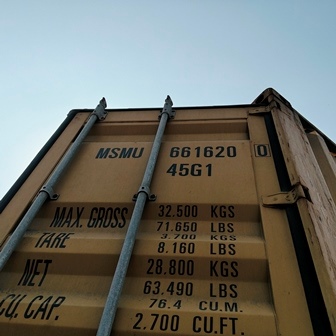 MSMU 661620 0
45G1
MAX. GROSS 32.500 KGS
71.650 LBS
TARE 3.700 KGS
8.160 LBS
NET 28.800 KGS
63.490 LBS
CU. CAP. 76.4 CU.M.
2.700 CU.FT.